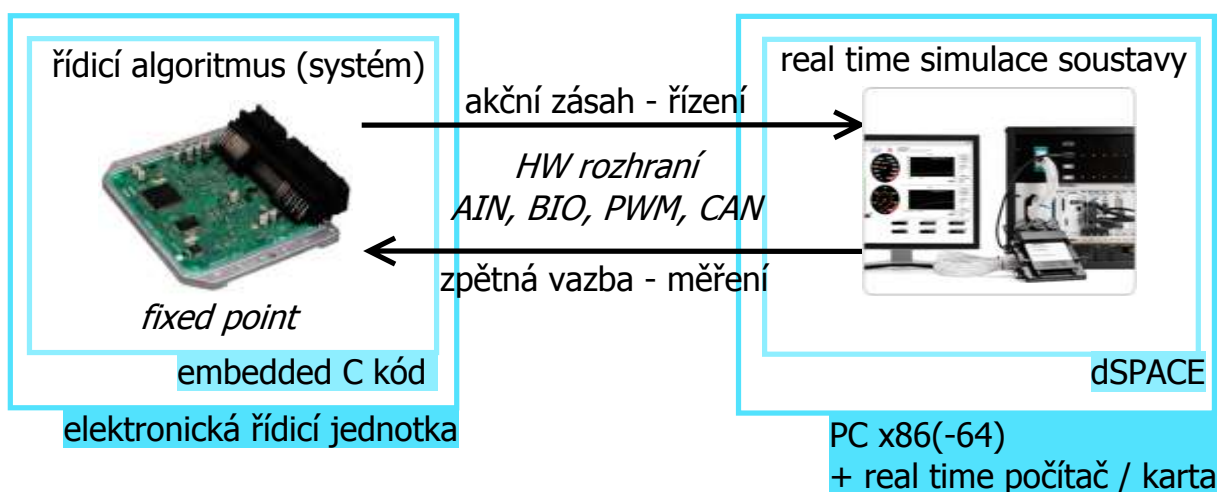 řídicí algoritmus (systém)
fixed point
embedded C kód
elektronická řídicí jednotka
akční zásah - řízení
HW rozhraní
AIN, BIO, PWM, CAN
zpětná vazba - měření
real time simulace soustavy
dSPACE
PC x86(-64)
+ real time počítač / karta